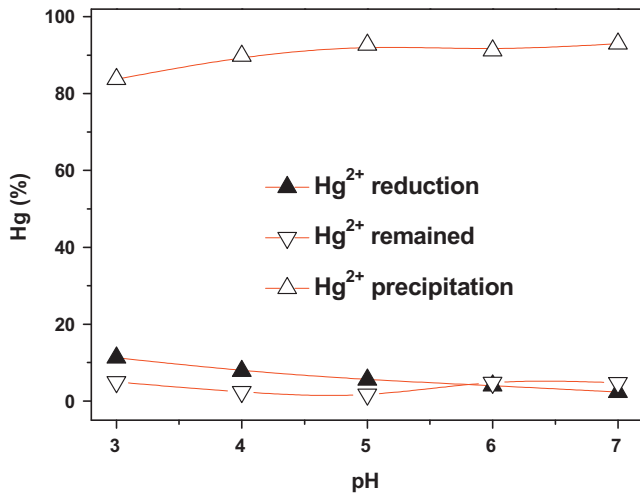 100
80
60
40
20
0
Hg (%)
Hg²⁺ reduction
Hg²⁺ remained
Hg²⁺ precipitation
3 4 5 6 7
pH